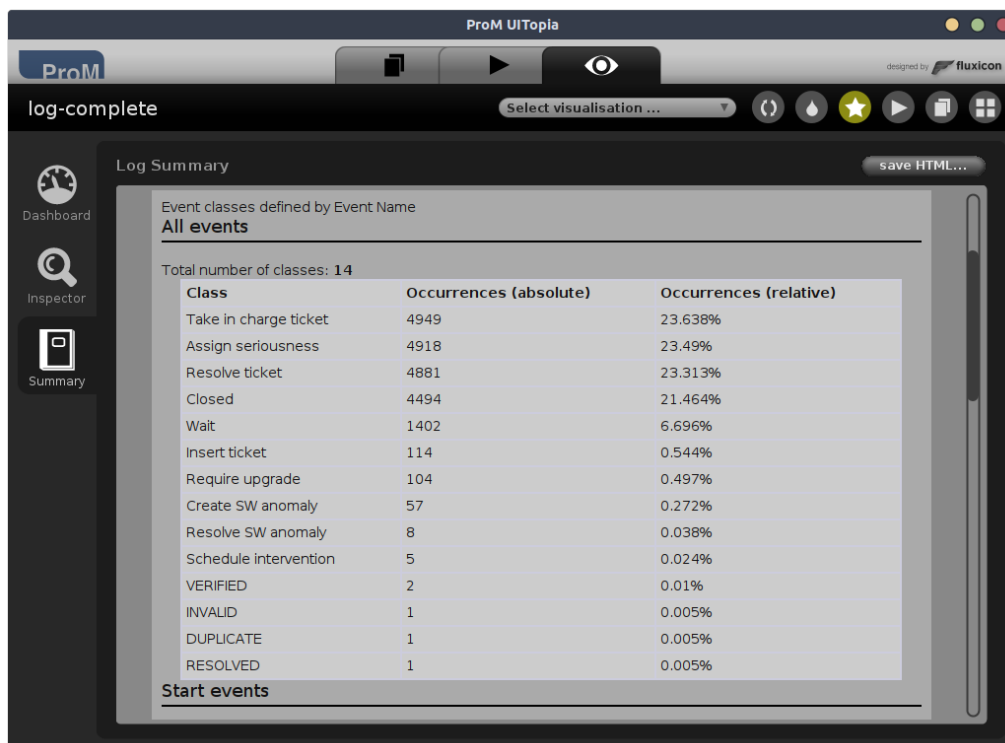 ProM UITopia
ProM
designed by fluxicon
log-complete
Select visualisation ...
Log Summary
save HTML...
Dashboard
Inspector
Summary
Event classes defined by Event Name
All events
Total number of classes: 14
Class Occurrences (absolute) Occurrences (relative)
Take in charge ticket 4949 23.638%
Assign seriousness 4918 23.49%
Resolve ticket 4881 23.313%
Closed 4494 21.464%
Wait 1402 6.696%
Insert ticket 114 0.544%
Require upgrade 104 0.497%
Create SW anomaly 57 0.272%
Resolve SW anomaly 8 0.038%
Schedule intervention 5 0.024%
VERIFIED 2 0.01%
INVALID 1 0.005%
DUPLICATE 1 0.005%
RESOLVED 1 0.005%
Start events